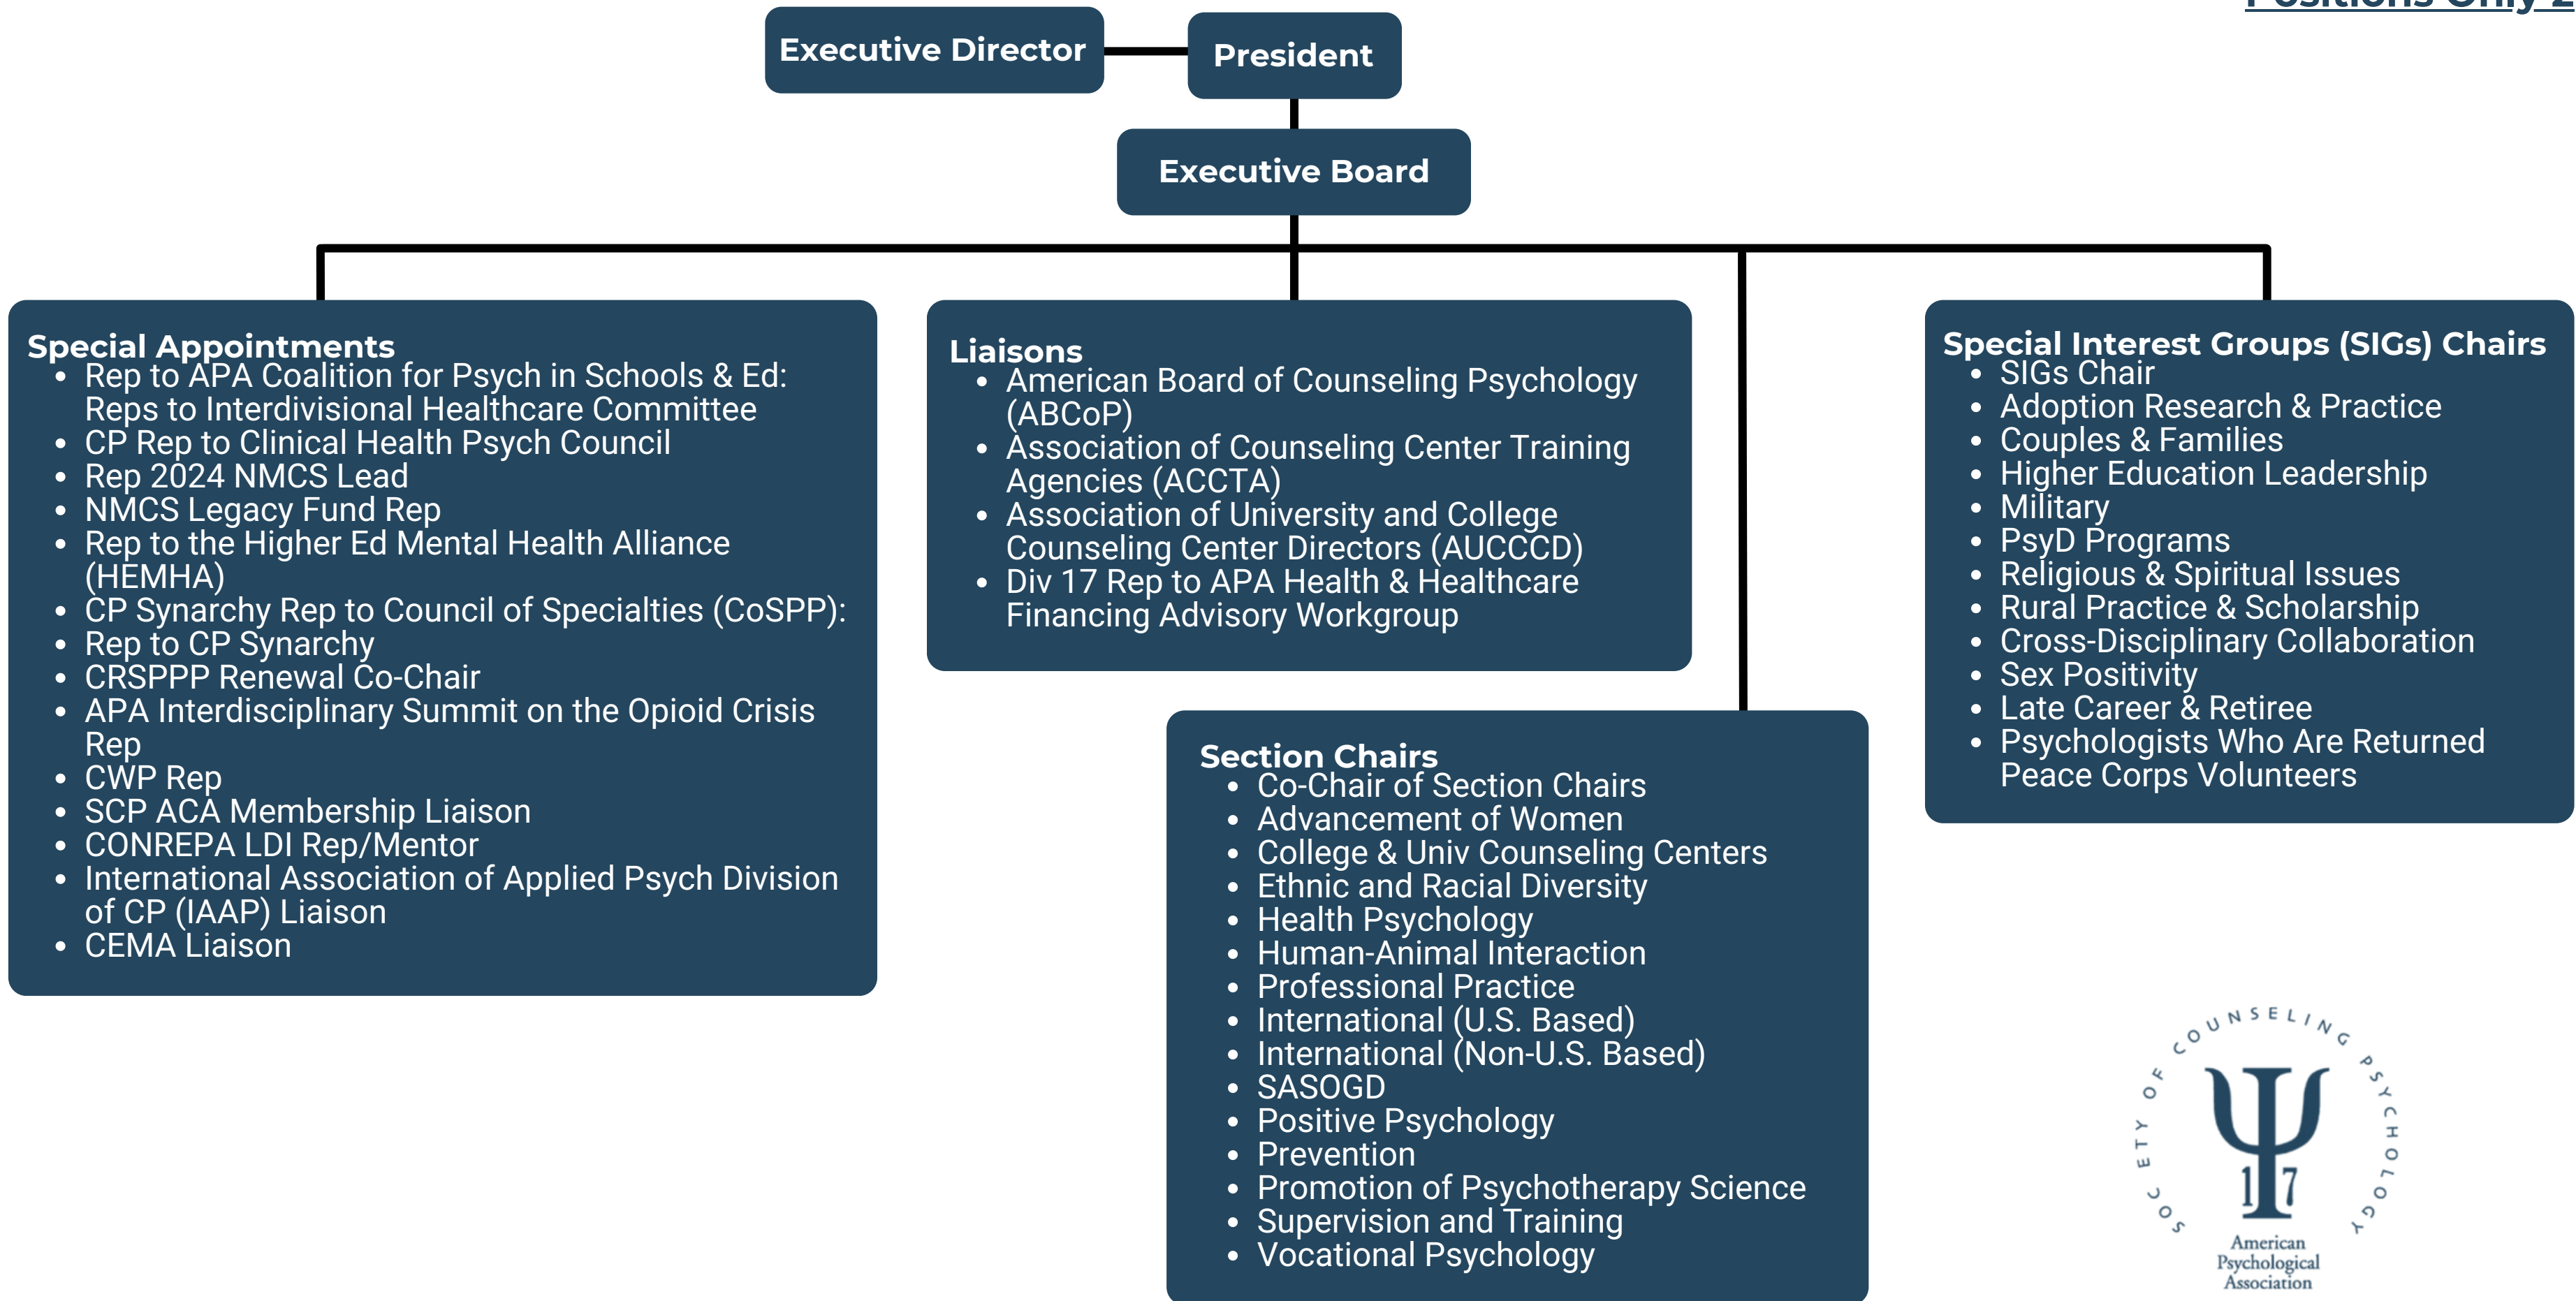 Positions Only 2
Executive Director
President
Executive Board
Special Appointments
• Rep to APA Coalition for Psych in Schools & Ed:
Reps to Interdivisional Healthcare Committee
• CP Rep to Clinical Health Psych Council
• Rep 2024 NMCS Lead
• NMCS Legacy Fund Rep
• Rep to the Higher Ed Mental Health Alliance
(HEMHA)
• CP Synarchy Rep to Council of Specialties (CoSPP):
• Rep to CP Synarchy
• CRSPPP Renewal Co-Chair
• APA Interdisciplinary Summit on the Opioid Crisis
Rep
• CWP Rep
• SCP ACA Membership Liaison
• CONREPA LDI Rep/Mentor
• International Association of Applied Psych Division
of CP (IAAP) Liaison
• CEMA Liaison
Liaisons
• American Board of Counseling Psychology
(ABCoP)
• Association of Counseling Center Training
Agencies (ACCTA)
• Association of University and College
Counseling Center Directors (AUCCCD)
• Div 17 Rep to APA Health & Healthcare
Financing Advisory Workgroup
Section Chairs
• Co-Chair of Section Chairs
• Advancement of Women
• College & Univ Counseling Centers
• Ethnic and Racial Diversity
• Health Psychology
• Human-Animal Interaction
• Professional Practice
• International (U.S. Based)
• International (Non-U.S. Based)
• SASOGD
• Positive Psychology
• Prevention
• Promotion of Psychotherapy Science
• Supervision and Training
• Vocational Psychology
Special Interest Groups (SIGs) Chairs
• SIGs Chair
• Adoption Research & Practice
• Couples & Families
• Higher Education Leadership
• Military
• PsyD Programs
• Religious & Spiritual Issues
• Rural Practice & Scholarship
• Cross-Disciplinary Collaboration
• Sex Positivity
• Late Career & Retiree
• Psychologists Who Are Returned
Peace Corps Volunteers
SOC ETY OF COUNSELING PSYCHOLOGY
Ψ
17
American
Psychological
Association